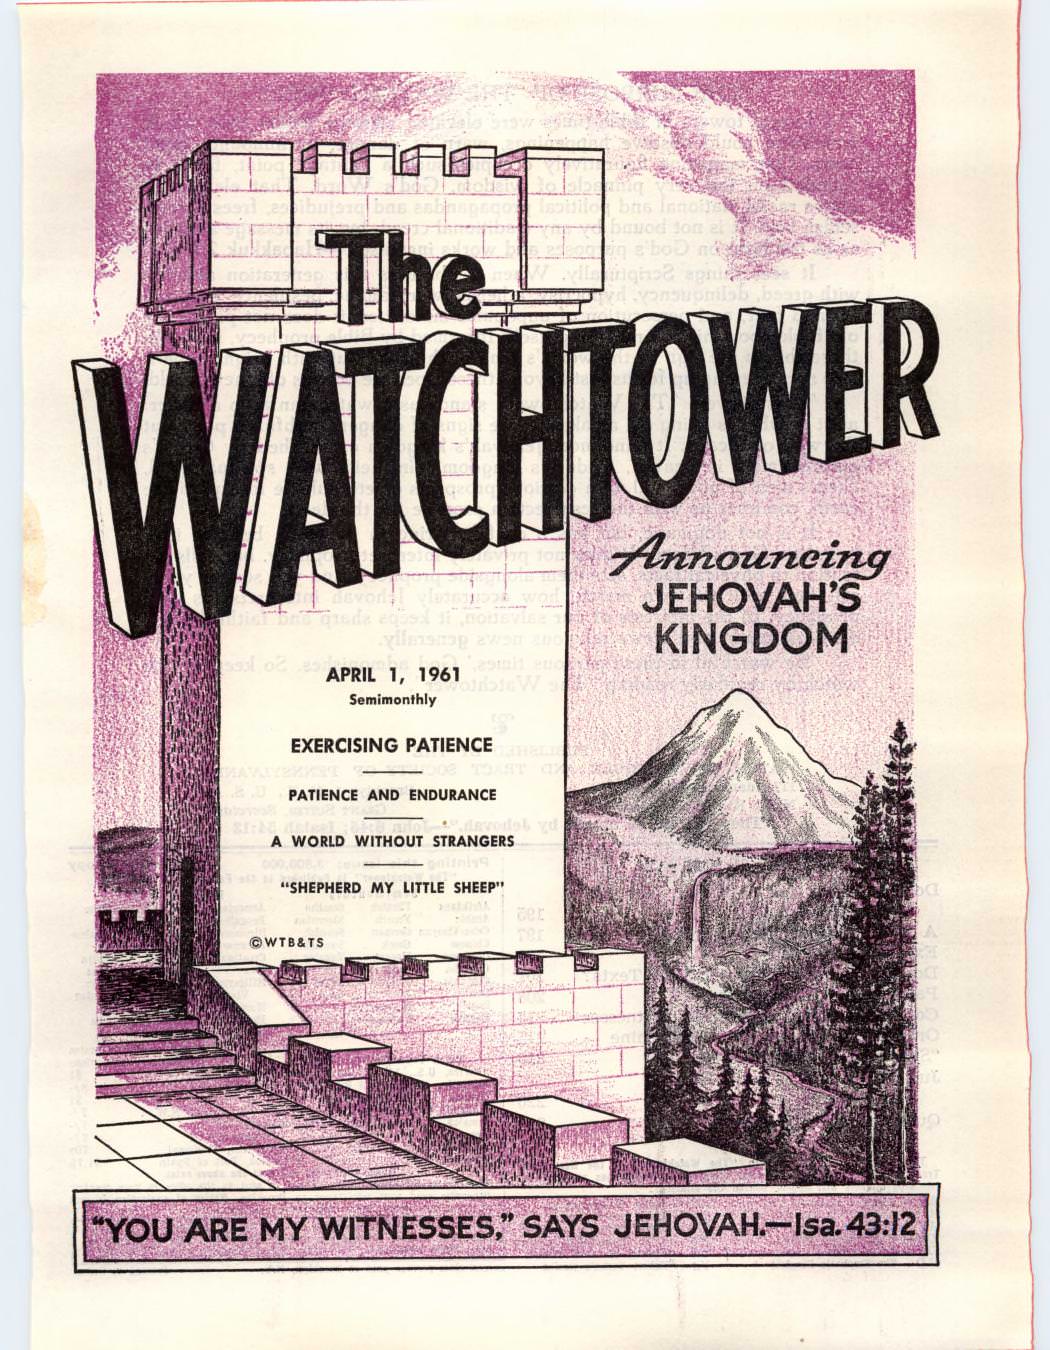 The
WATCHTOWER
Announcing
JEHOVAH'S
KINGDOM
APRIL 1, 1961
Semimonthly
EXERCISING PATIENCE
PATIENCE AND ENDURANCE
A WORLD WITHOUT STRANGERS
"SHEPHERD MY LITTLE SHEEP"
©WTB&TS
"YOU ARE MY WITNESSES," SAYS JEHOVAH.—Isa. 43:12